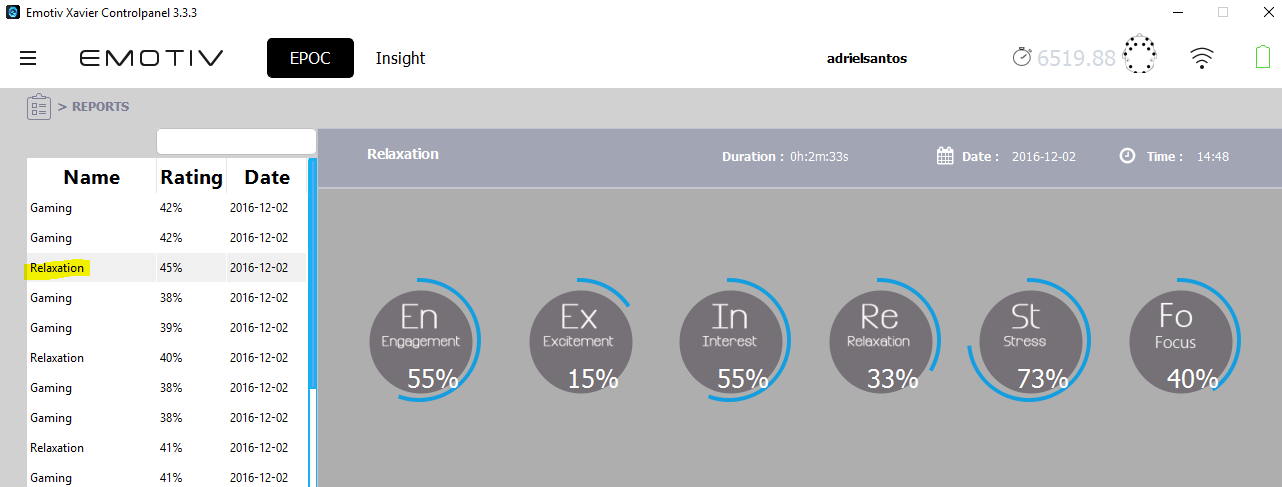 Emotiv Xavier Controlpanel 3.3.3
EMOTIV EPOC Insight adrielsantos 6519.88
> REPORTS
Relaxation Duration : 0h:2m:33s Date : 2016-12-02 Time : 14:48
Name Rating Date
Gaming 42% 2016-12-02
Gaming 42% 2016-12-02
Relaxation 45% 2016-12-02
Gaming 38% 2016-12-02
Gaming 39% 2016-12-02
Relaxation 40% 2016-12-02
Gaming 38% 2016-12-02
Gaming 38% 2016-12-02
Relaxation 41% 2016-12-02
Gaming 41% 2016-12-02
En
Engagement
55%
Ex
Excitement
15%
In
Interest
55%
Re
Relaxation
33%
St
Stress
73%
Fo
Focus
40%